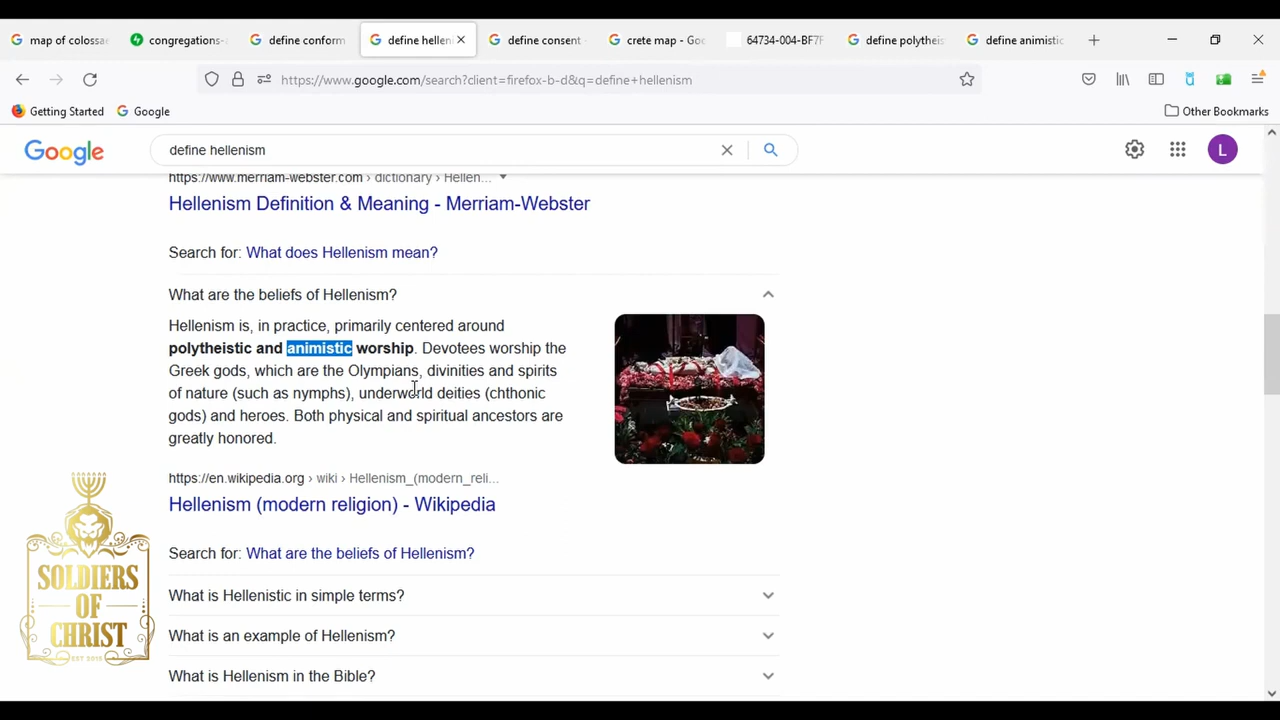 map of colossae
congregations-
define conform
define helleni
define consent -
crete map - Goo
64734-004-BF7F
define polytheis
define animistic
https://www.google.com/search?client=firefox-b-d&q=define+hellenism
Getting Started
Google
Other Bookmarks
Google
define hellenism
L
https://www.merriam-webster.com › dictionary › Hellen...
Hellenism Definition & Meaning - Merriam-Webster
Search for: What does Hellenism mean?
What are the beliefs of Hellenism?
Hellenism is, in practice, primarily centered around
polytheistic and animistic worship. Devotees worship the
Greek gods, which are the Olympians, divinities and spirits
of nature (such as nymphs), underworld deities (chthonic
gods) and heroes. Both physical and spiritual ancestors are
greatly honored.
https://en.wikipedia.org › wiki › Hellenism_(modern_reli...
Hellenism (modern religion) - Wikipedia
Search for: What are the beliefs of Hellenism?
What is Hellenistic in simple terms?
What is an example of Hellenism?
What is Hellenism in the Bible?
SOLDIERS
OF
CHRIST